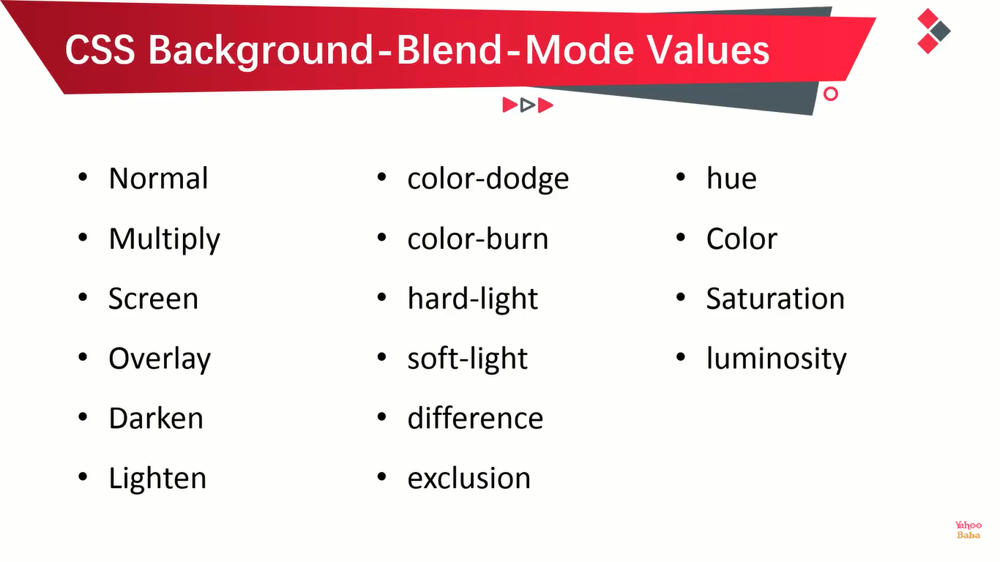 CSS Background-Blend-Mode Values
• Normal
• Multiply
• Screen
• Overlay
• Darken
• Lighten
• color-dodge
• color-burn
• hard-light
• soft-light
• difference
• exclusion
• hue
• Color
• Saturation
• luminosity
Yahoo
Baba